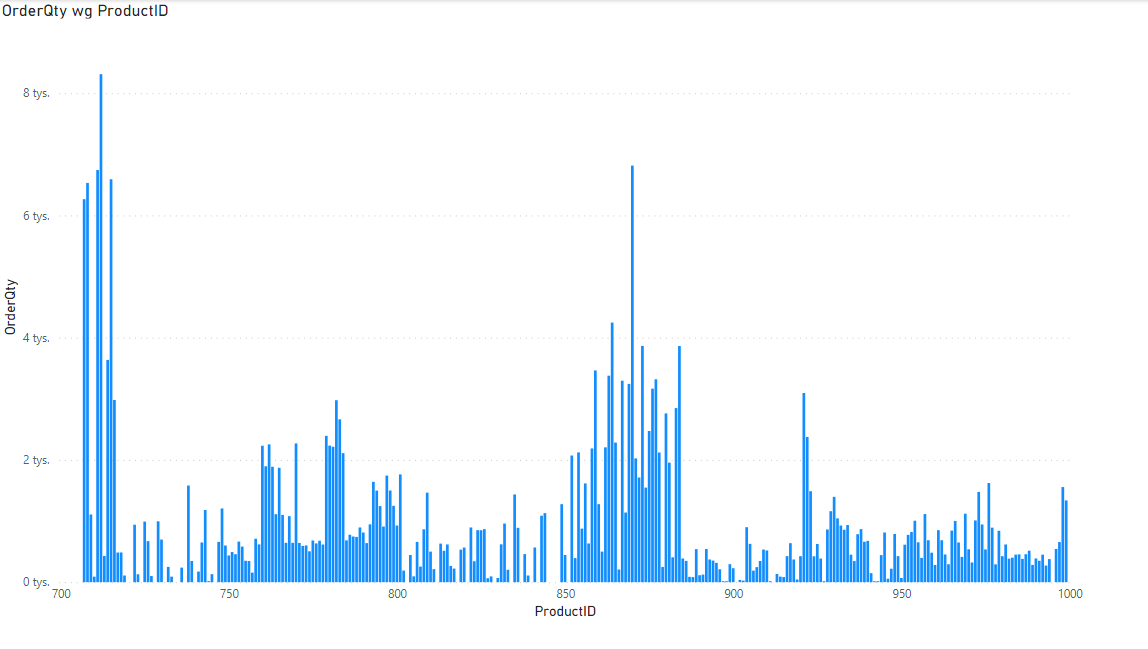 OrderQty wg ProductID
8 tys.
6 tys.
4 tys.
2 tys.
0 tys.
OrderQty
700 750 800 850 900 950 1000
ProductID